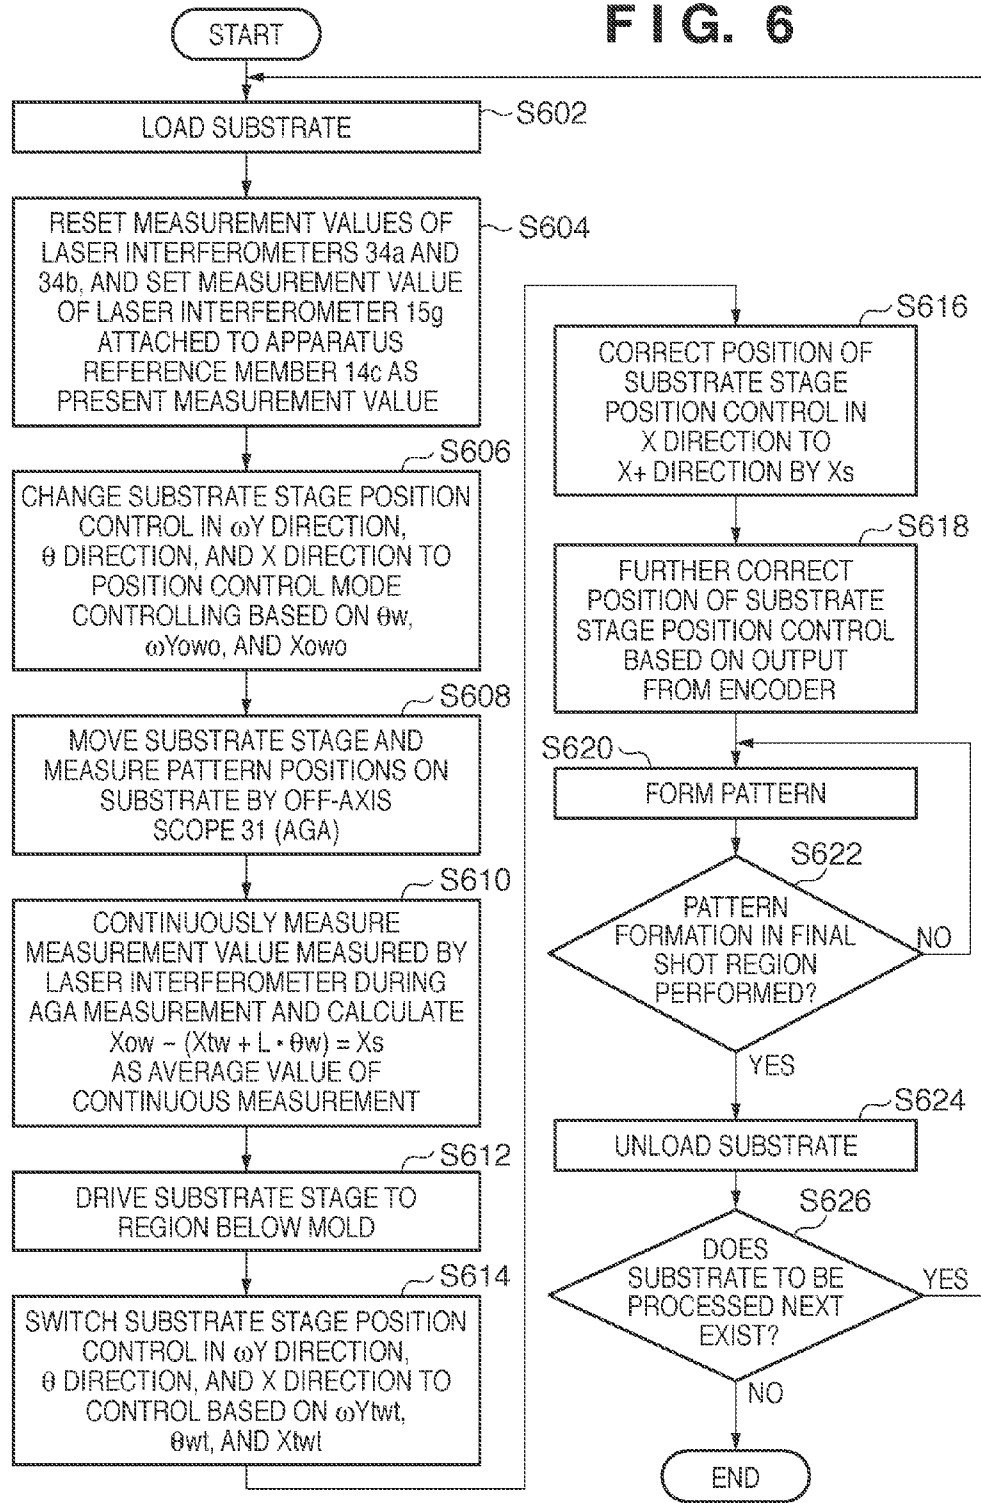 FIG. 6
START
S602
LOAD SUBSTRATE
S604
RESET MEASUREMENT VALUES OF
LASER INTERFEROMETERS 34a AND
34b, AND SET MEASUREMENT VALUE
OF LASER INTERFEROMETER 15g
ATTACHED TO APPARATUS
REFERENCE MEMBER 14c AS
PRESENT MEASUREMENT VALUE
S606
CHANGE SUBSTRATE STAGE POSITION
CONTROL IN ωY DIRECTION,
θ DIRECTION, AND X DIRECTION TO
POSITION CONTROL MODE
CONTROLLING BASED ON θw,
ωYowo, AND Xowo
S608
MOVE SUBSTRATE STAGE AND
MEASURE PATTERN POSITIONS ON
SUBSTRATE BY OFF-AXIS
SCOPE 31 (AGA)
S610
CONTINUOUSLY MEASURE
MEASUREMENT VALUE MEASURED BY
LASER INTERFEROMETER DURING
AGA MEASUREMENT AND CALCULATE
Xow - (Xtw + L • θw) = Xs
AS AVERAGE VALUE OF
CONTINUOUS MEASUREMENT
S612
DRIVE SUBSTRATE STAGE TO
REGION BELOW MOLD
S614
SWITCH SUBSTRATE STAGE POSITION
CONTROL IN ωY DIRECTION,
θ DIRECTION, AND X DIRECTION TO
CONTROL BASED ON ωYtwt,
θwt, AND Xtwt
S616
CORRECT POSITION OF
SUBSTRATE STAGE
POSITION CONTROL IN
X DIRECTION TO
X+ DIRECTION BY Xs
S618
FURTHER CORRECT
POSITION OF SUBSTRATE
STAGE POSITION CONTROL
BASED ON OUTPUT
FROM ENCODER
S620
FORM PATTERN
S622
PATTERN
FORMATION IN FINAL
SHOT REGION
PERFORMED?
NO
YES
S624
UNLOAD SUBSTRATE
S626
DOES
SUBSTRATE TO BE
PROCESSED NEXT
EXIST?
YES
NO
END